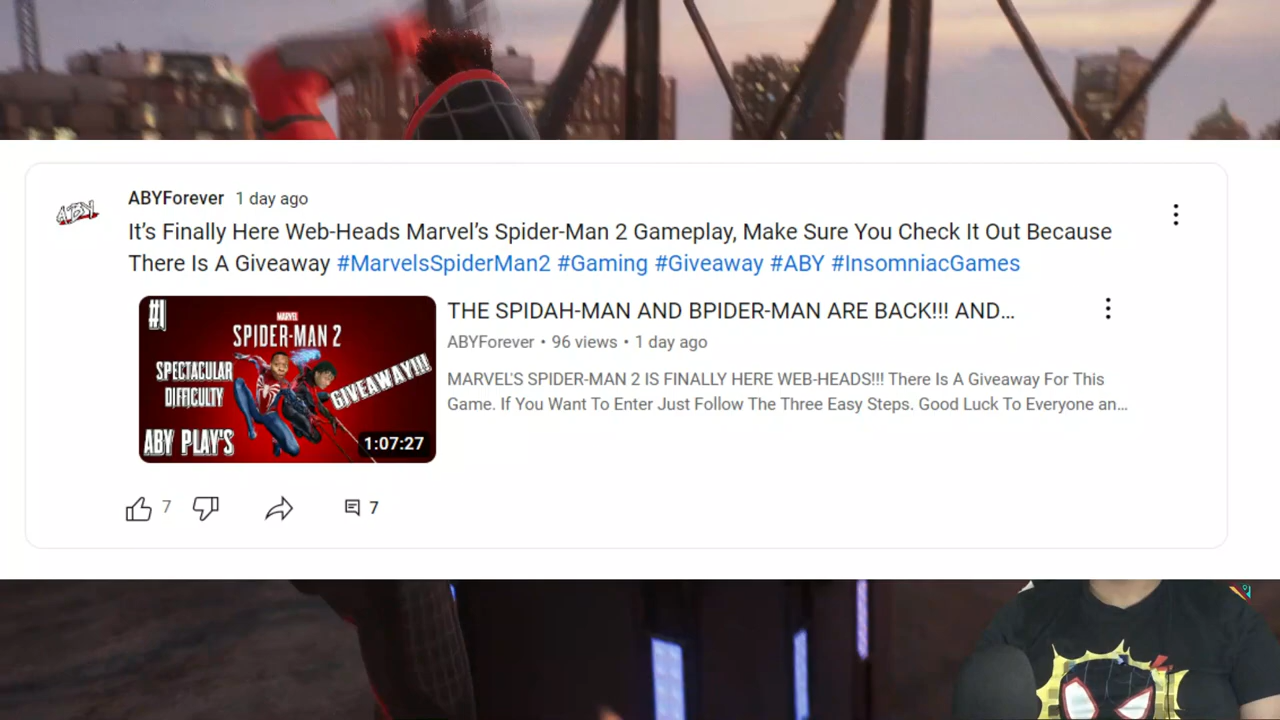 ABYForever 1 day ago
ABY
It’s Finally Here Web-Heads Marvel’s Spider-Man 2 Gameplay, Make Sure You Check It Out Because
There Is A Giveaway #MarvelsSpiderMan2 #Gaming #Giveaway #ABY #InsomniacGames
#1
MARVEL
SPIDER-MAN 2
SPECTACULAR
DIFFICULTY
GIVEAWAY!!!
ABY PLAY'S
1:07:27
THE SPIDAH-MAN AND BPIDER-MAN ARE BACK!!! AND...
ABYForever • 96 views • 1 day ago
MARVEL'S SPIDER-MAN 2 IS FINALLY HERE WEB-HEADS!!! There Is A Giveaway For This
Game. If You Want To Enter Just Follow The Three Easy Steps. Good Luck To Everyone an...
7
7